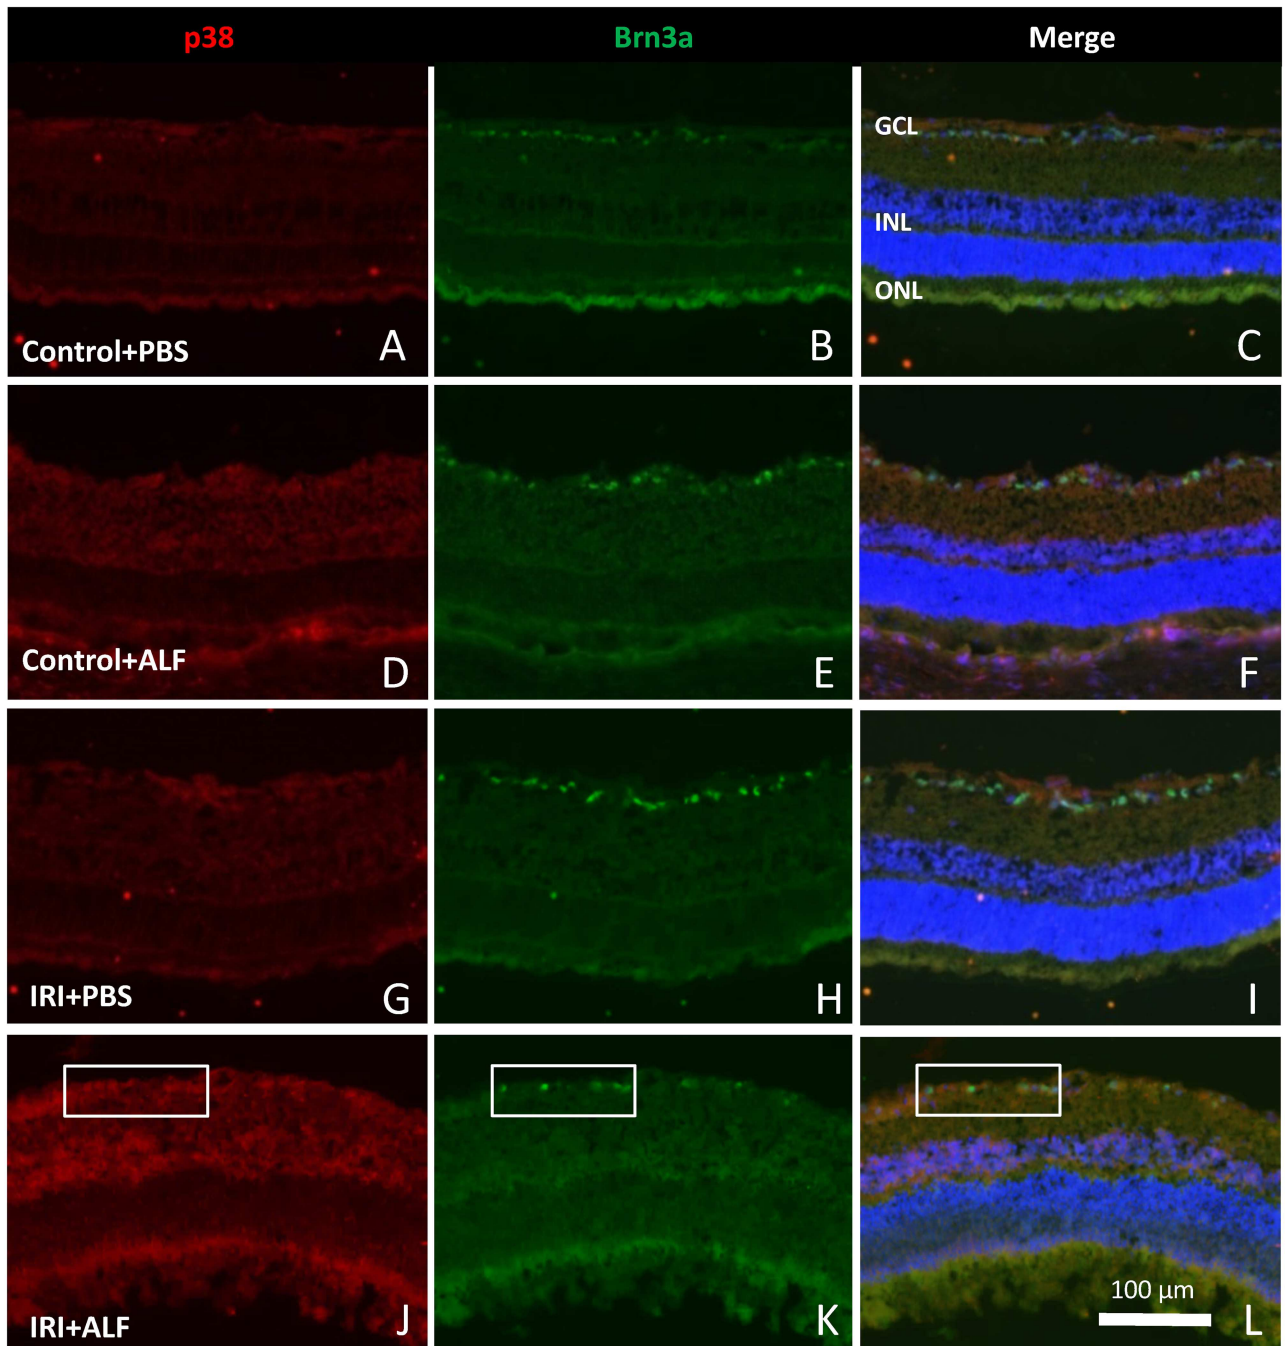 p38 Brn3a Merge
GCL
INL
ONL
Control+PBS A B C
Control+ALF D E F
IRI+PBS G H I
100 µm
IRI+ALF J K L